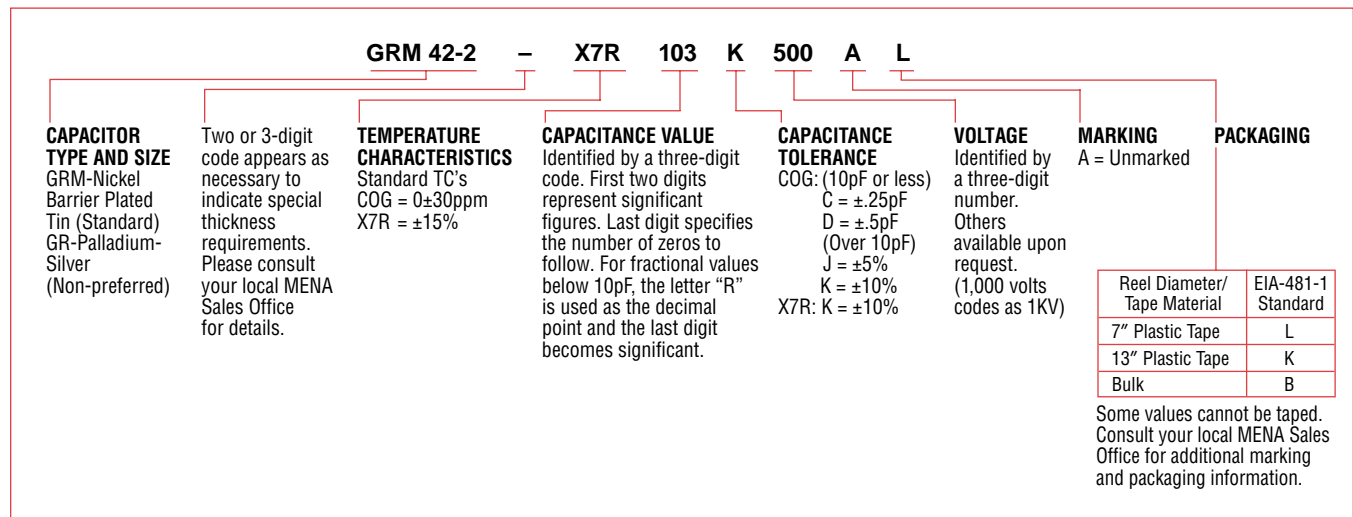 GRM 42-2 – X7R 103 K 500 A L
CAPACITOR
TYPE AND SIZE
GRM-Nickel
Barrier Plated
Tin (Standard)
GR-Palladium-
Silver
(Non-preferred)
Two or 3-digit
code appears as
necessary to
indicate special
thickness
requirements.
Please consult
your local MENA
Sales Office
for details.
TEMPERATURE
CHARACTERISTICS
Standard TC's
COG = 0±30ppm
X7R = ±15%
CAPACITANCE VALUE
Identified by a three-digit
code. First two digits
represent significant
figures. Last digit specifies
the number of zeros to
follow. For fractional values
below 10pF, the letter “R”
is used as the decimal
point and the last digit
becomes significant.
CAPACITANCE
TOLERANCE
COG: (10pF or less)
C = ±.25pF
D = ±.5pF
(Over 10pF)
J = ±5%
K = ±10%
X7R: K = ±10%
VOLTAGE
Identified by
a three-digit
number.
Others
available upon
request.
(1,000 volts
codes as 1KV)
MARKING
A = Unmarked
PACKAGING
Reel Diameter/
Tape Material
EIA-481-1
Standard
7″ Plastic Tape L
13″ Plastic Tape K
Bulk B
Some values cannot be taped.
Consult your local MENA Sales
Office for additional marking
and packaging information.